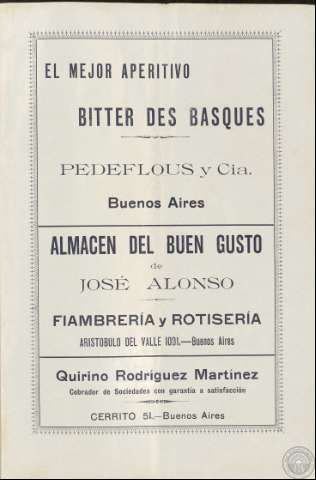 EL MEJOR APERITIVO
BITTER DES BASQUES
PEDEFLOUS y Cia.
Buenos Aires
ALMACEN DEL BUEN GUSTO
de
JOSÉ ALONSO
FIAMBRERÍA y ROTISERÍA
ARISTOBULO DEL VALLE 1031.—Buenos Aires
Quirino Rodríguez Martínez
Cobrador de Sociedades con garantía a satisfacción
CERRITO 51.—Buenos Aires